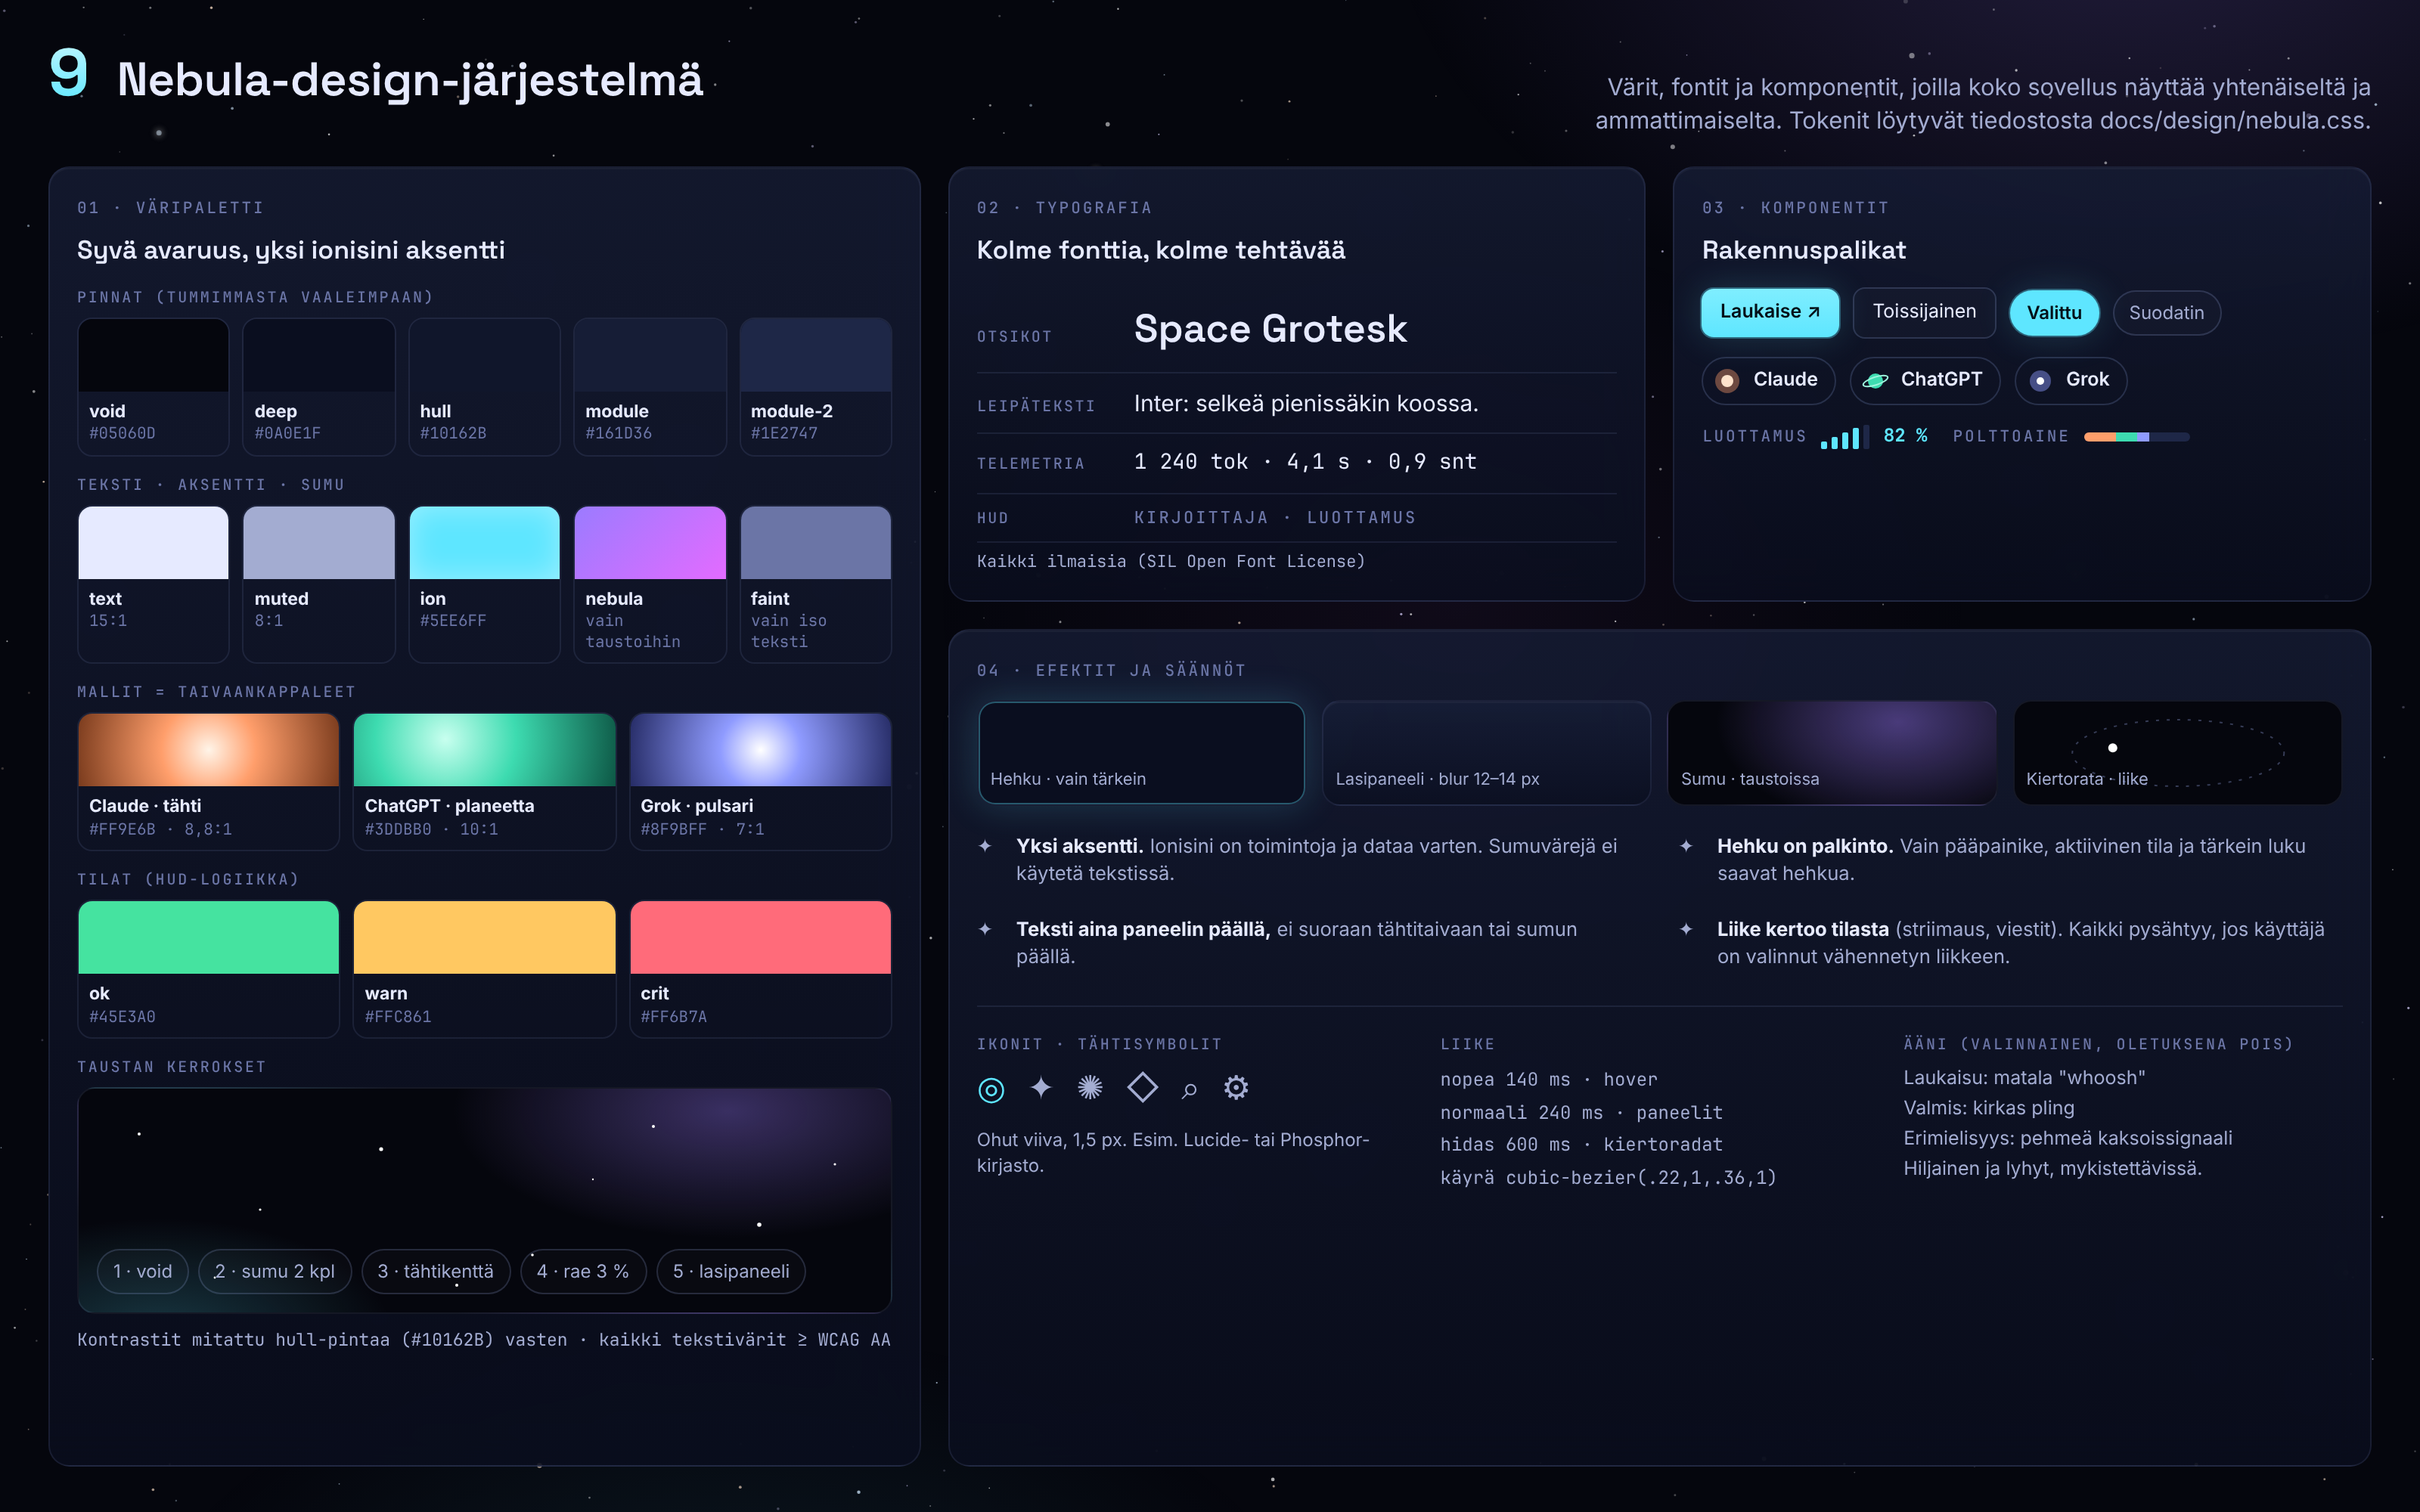 9 Nebula-design-järjestelmä
Värit, fontit ja komponentit, joilla koko sovellus näyttää yhtenäiseltä ja
ammattimaiselta. Tokenit löytyvät tiedostosta docs/design/nebula.css.
01 · VÄRIPALETTI
Syvä avaruus, yksi ionisini aksentti
PINNAT (TUMMIMMASTA VAALEIMPAAN)
void deep hull module module-2
#05060D #0A0E1F #10162B #161D36 #1E2747
TEKSTI · AKSENTTI · SUMU
text muted ion nebula faint
15:1 8:1 #5EE6FF vain vain iso
taustoihin teksti
MALLIT = TAIVAANKAPPALEET
Claude · tähti ChatGPT · planeetta Grok · pulsari
#FF9E6B · 8,8:1 #3DDBB0 · 10:1 #8F9BFF · 7:1
TILAT (HUD-LOGIIKKA)
ok warn crit
#45E3A0 #FFC861 #FF6B7A
TAUSTAN KERROKSET
1 · void 2 · sumu 2 kpl 3 · tähtikenttä 4 · rae 3 % 5 · lasipaneeli
Kontrastit mitattu hull-pintaa (#10162B) vasten · kaikki tekstivärit ≥ WCAG AA
02 · TYPOGRAFIA
Kolme fonttia, kolme tehtävää
OTSIKOT Space Grotesk
LEIPÄTEKSTI Inter: selkeä pienissäkin koossa.
TELEMETRIA 1 240 tok · 4,1 s · 0,9 snt
HUD KIRJOITTAJA · LUOTTAMUS
Kaikki ilmaisia (SIL Open Font License)
03 · KOMPONENTIT
Rakennuspalikat
Laukaise ↗ Toissijainen Valittu Suodatin
Claude ChatGPT Grok
LUOTTAMUS 82 % POLTTOAINE
04 · EFEKTIT JA SÄÄNNÖT
Hehku · vain tärkein Lasipaneeli · blur 12–14 px Sumu · taustoissa Kiertorata · liike
✦ Yksi aksentti. Ionisini on toimintoja ja dataa varten. Sumuvärejä ei
käytetä tekstissä.
✦ Hehku on palkinto. Vain pääpainike, aktiivinen tila ja tärkein luku
saavat hehkua.
✦ Teksti aina paneelin päällä, ei suoraan tähtitaivaan tai sumun
päällä.
✦ Liike kertoo tilasta (striimaus, viestit). Kaikki pysähtyy, jos käyttäjä
on valinnut vähennetyn liikkeen.
IKONIT · TÄHTISYMBOLIT
Ohut viiva, 1,5 px. Esim. Lucide- tai Phosphor-
kirjasto.
LIIKE
nopea 140 ms · hover
normaali 240 ms · paneelit
hidas 600 ms · kiertoradat
käyrä cubic-bezier(.22,1,.36,1)
ÄÄNI (VALINNAINEN, OLETUKSENA POIS)
Laukaisu: matala "whoosh"
Valmis: kirkas pling
Erimielisyys: pehmeä kaksoissignaali
Hiljainen ja lyhyt, mykistettävissä.